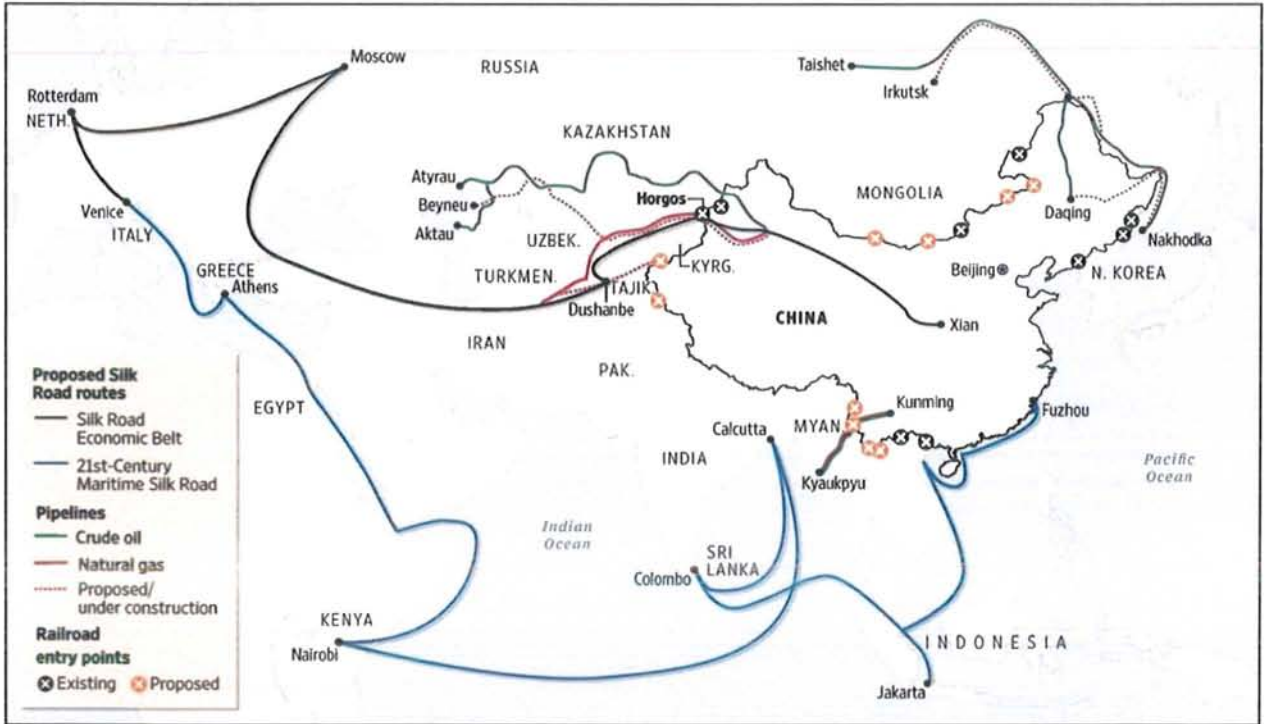 Moscow
RUSSIA
Taishet
Irkutsk
Rotterdam
NETH.
KAZAKHSTAN
Atyrau
Beyneu
Aktau
Horgos
MONGOLIA
Daqing
Nakhodka
Venice
ITALY
UZBEK.
TURKMEN.
KYRG.
TAJIK.
Dushanbe
Beijing
N. KOREA
GREECE
Athens
CHINA
Xian
IRAN
PAK.
EGYPT
Calcutta
INDIA
MYAN.
Kunming
Kyaukpyu
Fuzhou
Pacific
Ocean
Indian
Ocean
SRI
LANKA
Colombo
KENYA
Nairobi
INDONESIA
Jakarta
Proposed Silk
Road routes
Silk Road
Economic Belt
21st-Century
Maritime Silk Road
Pipelines
Crude oil
Natural gas
Proposed/
under construction
Railroad
entry points
Existing
Proposed